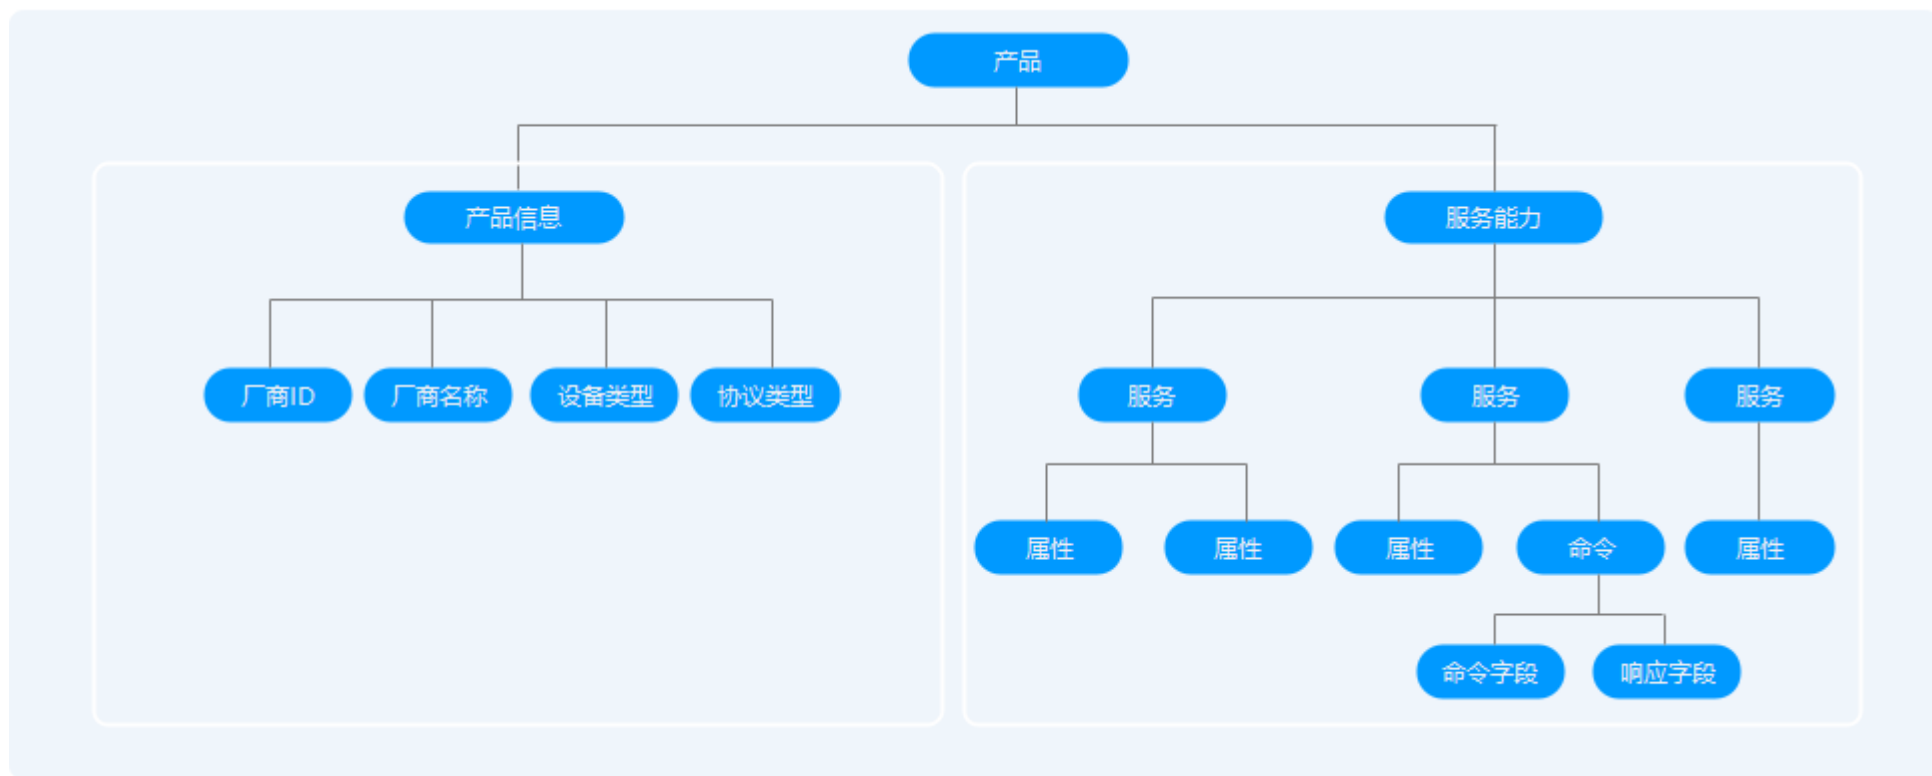 产品
产品信息
服务能力
厂商ID
厂商名称
设备类型
协议类型
服务
服务
服务
属性
属性
属性
命令
属性
命令字段
响应字段